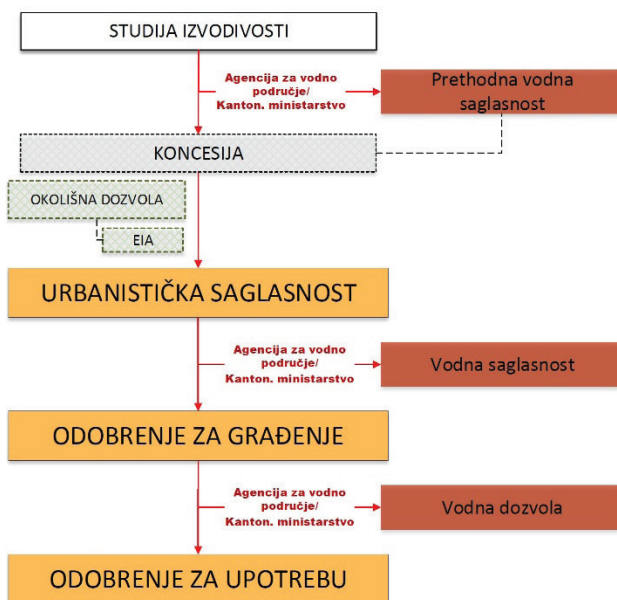 STUDIJA IZVODIVOSTI
Agencija za vodno
područje/
Kanton. ministarstvo
Prethodna vodna
saglasnost
KONCESIJA
OKOLIŠNA DOZVOLA
EIA
URBANISTIČKA SAGLASNOST
Agencija za vodno
područje/
Kanton. ministarstvo
Vodna saglasnost
ODOBRENJE ZA GRAĐENJE
Agencija za vodno
područje/
Kanton. ministarstvo
Vodna dozvola
ODOBRENJE ZA UPOTREBU